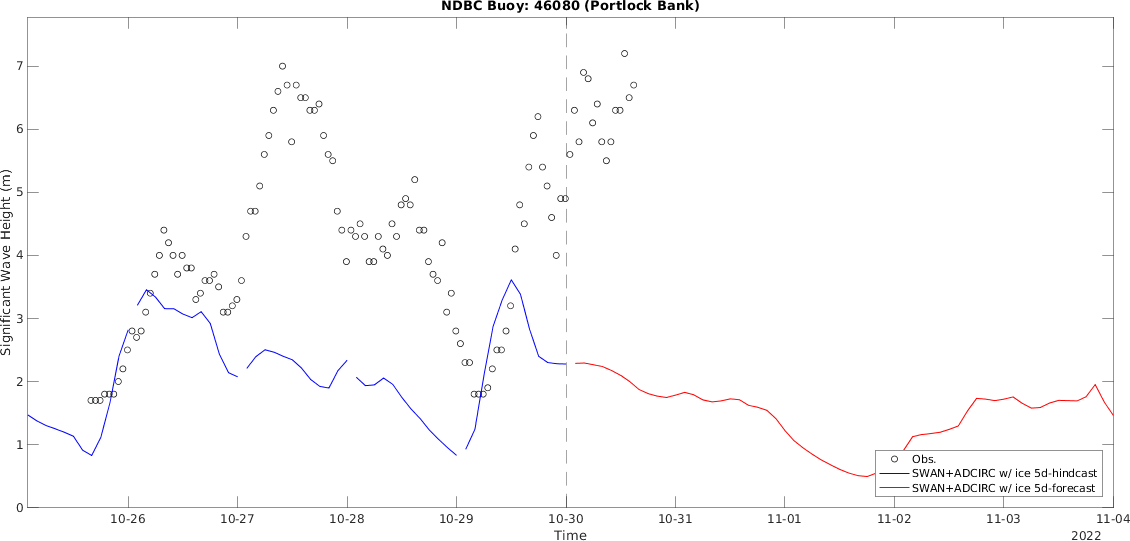 NDBC Buoy: 46080 (Portlock Bank)
Significant Wave Height (m)
7
6
5
4
3
2
1
0
Obs.
SWAN+ADCIRC w/ ice 5d-hindcast
SWAN+ADCIRC w/ ice 5d-forecast
10-26 10-27 10-28 10-29 10-30 10-31 11-01 11-02 11-03 11-04
Time
2022